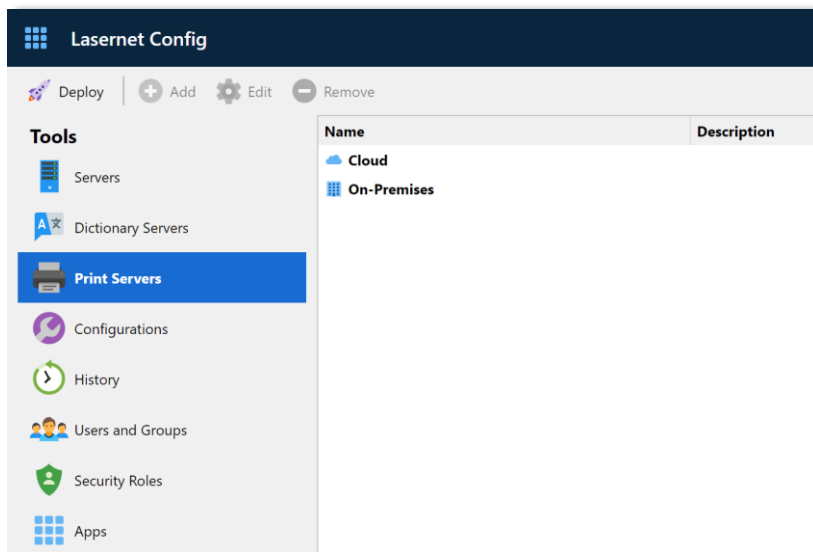 Lasernet Config
Deploy Add Edit Remove
Tools
Servers
Dictionary Servers
Print Servers
Configurations
History
Users and Groups
Security Roles
Apps
Name Description
Cloud
On-Premises